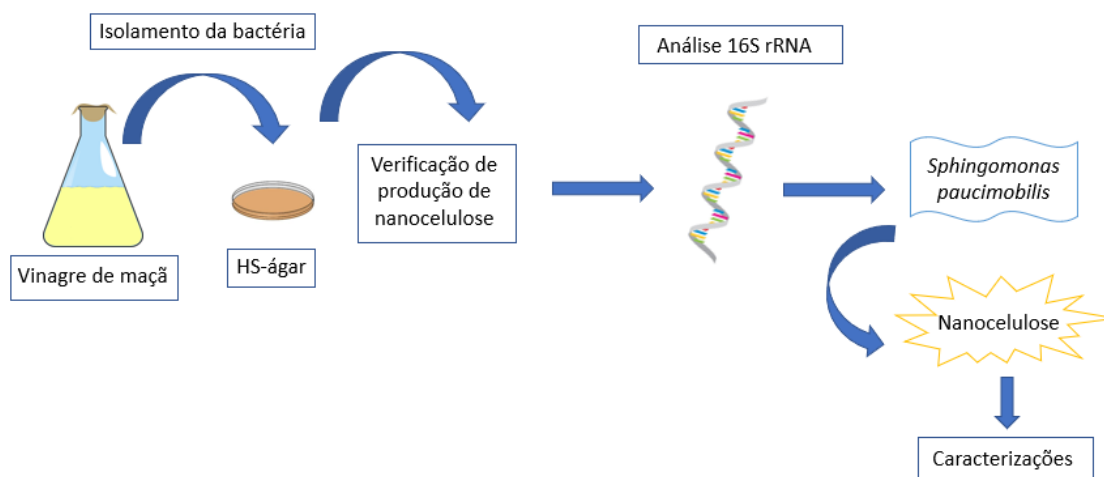 Isolamento da bactéria
Análise 16S rRNA
Verificação de
produção de
nanocelulose
Sphingomonas
paucimobilis
Vinagre de maçã
HS-ágar
Nanocelulose
Caracterizações